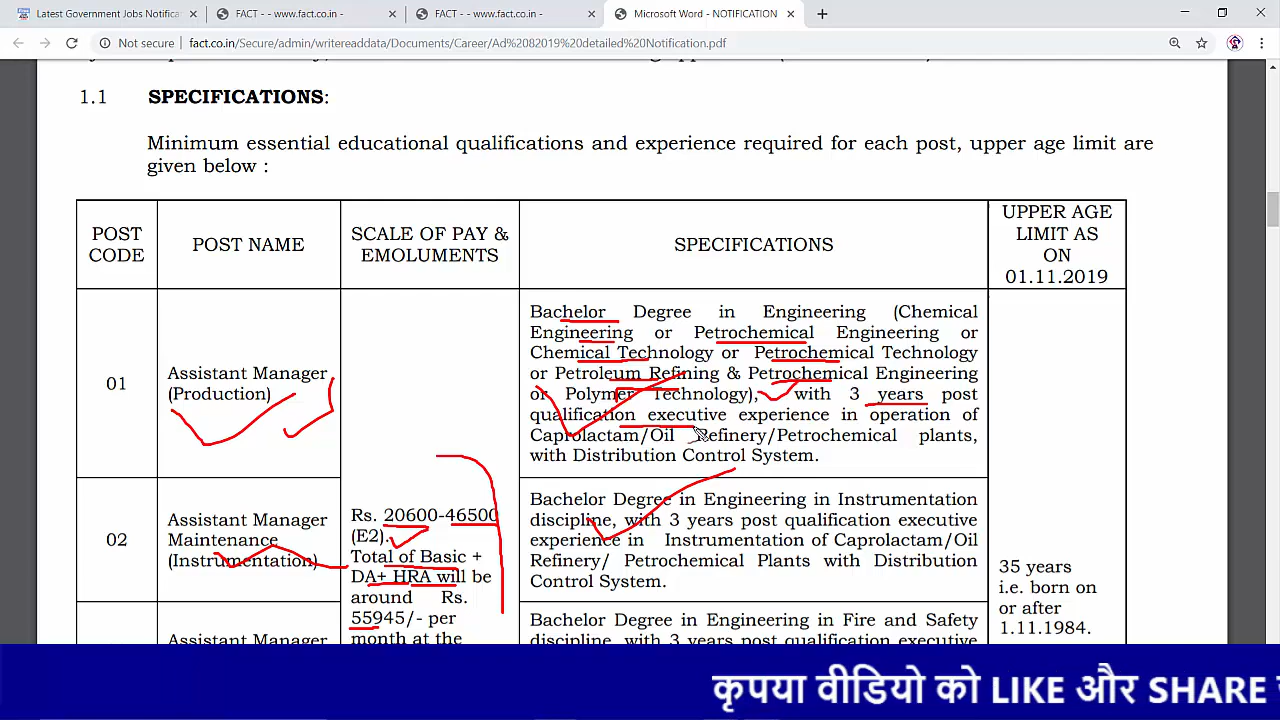 Latest Government Jobs Notifica
FACT - - www.fact.co.in -
FACT - - www.fact.co.in -
Microsoft Word - NOTIFICATION
Not secure
fact.co.in/Secure/admin/writereaddata/Documents/Career/Ad%2082019%20detailed%20Notification.pdf
1.1 SPECIFICATIONS:
Minimum essential educational qualifications and experience required for each post, upper age limit are
given below :
POST
CODE
POST NAME
SCALE OF PAY &
EMOLUMENTS
SPECIFICATIONS
UPPER AGE
LIMIT AS
ON
01.11.2019
01
Assistant Manager
(Production)
Bachelor Degree in Engineering (Chemical
Engineering or Petrochemical Engineering or
Chemical Technology or Petrochemical Technology
or Petroleum Refining & Petrochemical Engineering
or Polymer Technology), with 3 years post
qualification executive experience in operation of
Caprolactam/Oil Refinery/Petrochemical plants,
with Distribution Control System.
02
Assistant Manager
Maintenance
(Instrumentation)
Rs. 20600-46500
(E2).
Total of Basic +
DA+ HRA will be
around Rs.
55945/- per
month at the
Bachelor Degree in Engineering in Instrumentation
discipline, with 3 years post qualification executive
experience in Instrumentation of Caprolactam/Oil
Refinery/ Petrochemical Plants with Distribution
Control System.
35 years
i.e. born on
or after
1.11.1984.
Assistant Manager
Bachelor Degree in Engineering in Fire and Safety
discipline, with 3 years post qualification executive
कृपया वीडियो को LIKE और SHARE